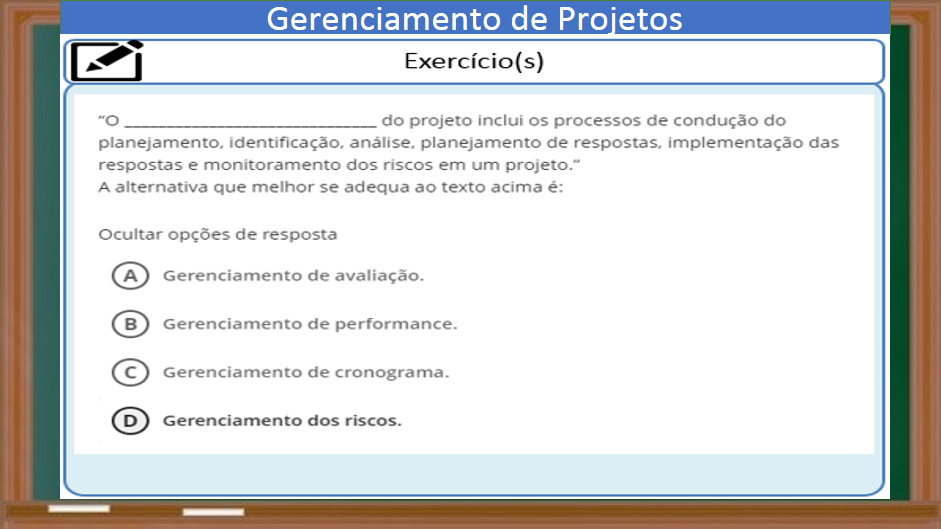 Gerenciamento de Projetos
Exercício(s)
“O ______________________________ do projeto inclui os processos de condução do
planejamento, identificação, análise, planejamento de respostas, implementação das
respostas e monitoramento dos riscos em um projeto.”
A alternativa que melhor se adequa ao texto acima é:
Ocultar opções de resposta
A Gerenciamento de avaliação.
B Gerenciamento de performance.
C Gerenciamento de cronograma.
D Gerenciamento dos riscos.